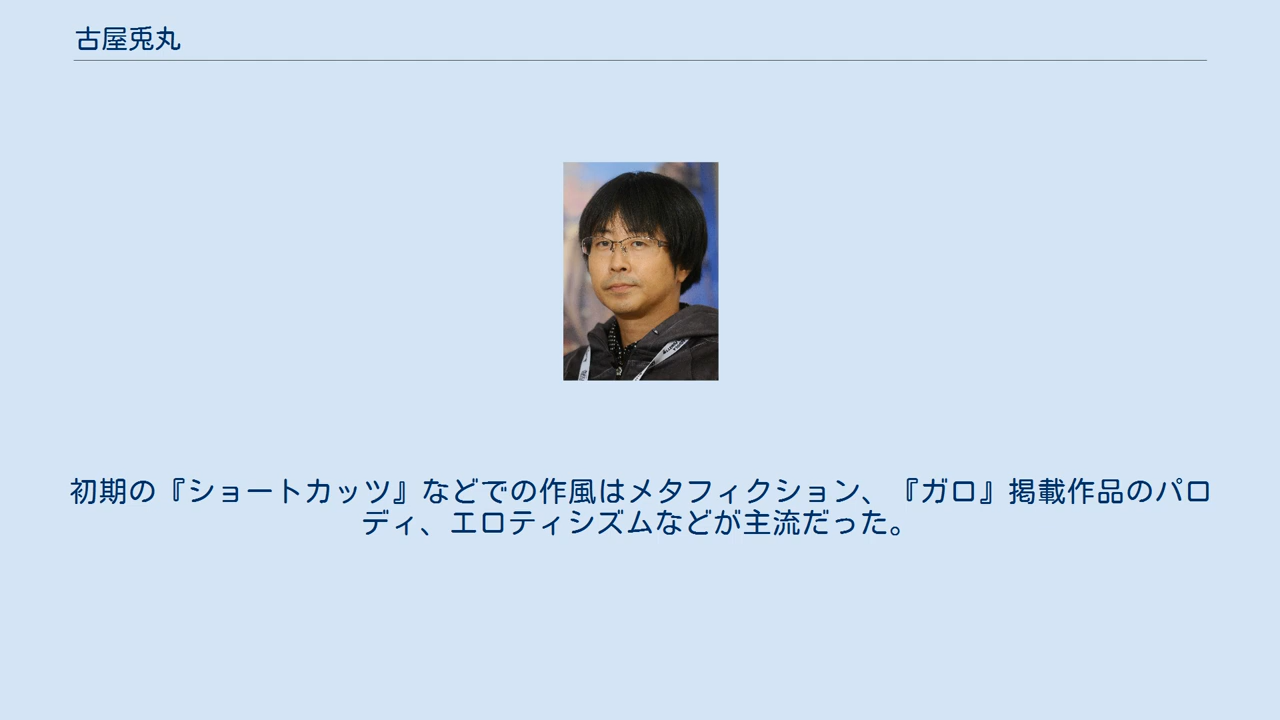 古屋兎丸
初期の『ショートカッツ』などでの作風はメタフィクション、『ガロ』掲載作品のパロ
ディ、エロティシズムなどが主流だった。